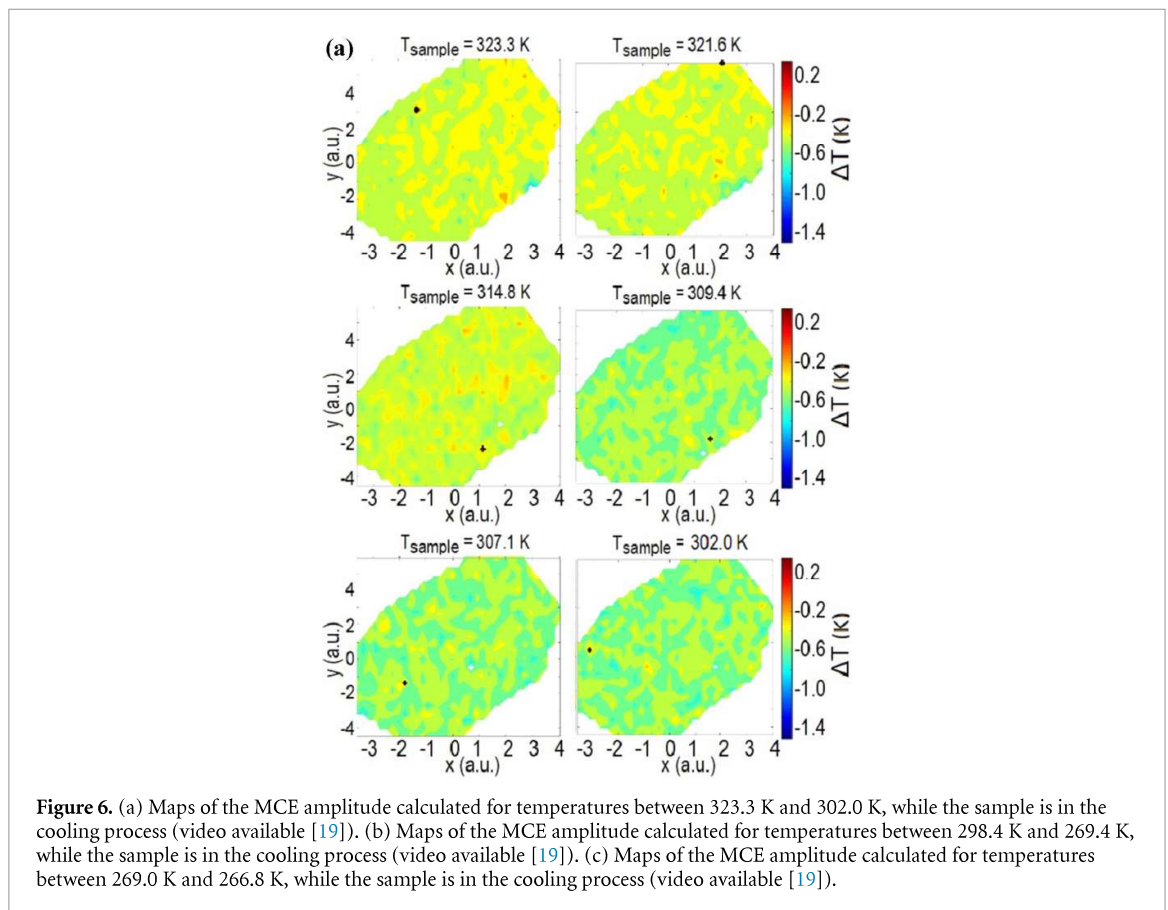 (a)
Tsample = 323.3 K
Tsample = 321.6 K
4
2
0
-2
-4
y (a.u.)
-3 -2 -1 0 1 2 3 4
x (a.u.)
-3 -2 -1 0 1 2 3 4
x (a.u.)
0.2
-0.2
-0.6
-1.0
-1.4
ΔT (K)
Tsample = 314.8 K
Tsample = 309.4 K
4
2
0
-2
-4
y (a.u.)
-3 -2 -1 0 1 2 3 4
x (a.u.)
-3 -2 -1 0 1 2 3 4
x (a.u.)
0.2
-0.2
-0.6
-1.0
-1.4
ΔT (K)
Tsample = 307.1 K
Tsample = 302.0 K
4
2
0
-2
-4
y (a.u.)
-3 -2 -1 0 1 2 3 4
x (a.u.)
-3 -2 -1 0 1 2 3 4
x (a.u.)
0.2
-0.2
-0.6
-1.0
-1.4
ΔT (K)
Figure 6. (a) Maps of the MCE amplitude calculated for temperatures between 323.3 K and 302.0 K, while the sample is in the
cooling process (video available [19]). (b) Maps of the MCE amplitude calculated for temperatures between 298.4 K and 269.4 K,
while the sample is in the cooling process (video available [19]). (c) Maps of the MCE amplitude calculated for temperatures
between 269.0 K and 266.8 K, while the sample is in the cooling process (video available [19]).